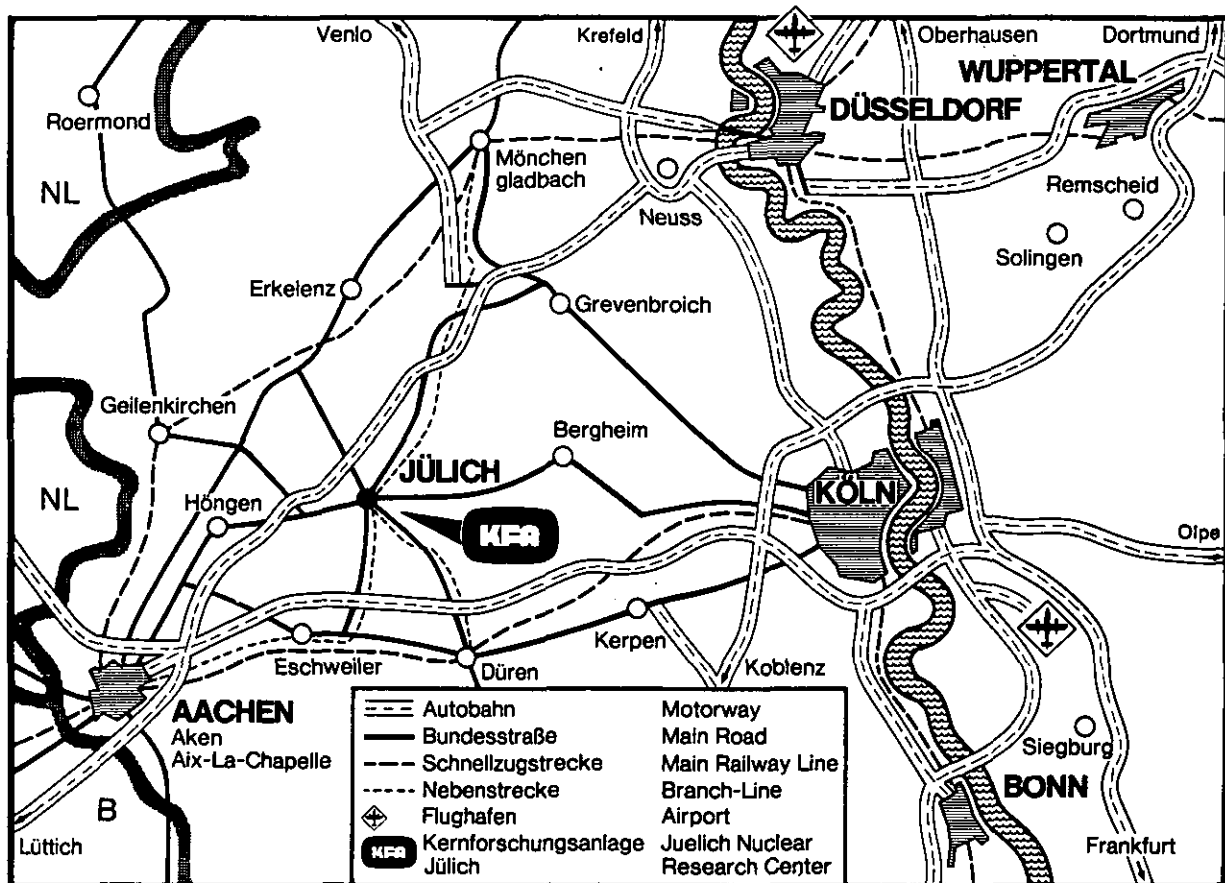 Venlo
Krefeld
Oberhausen
Dortmund
WUPPERTAL
DÜSSELDORF
Roermond
Mönchen
gladbach
NL
Neuss
Remscheid
Solingen
Erkelenz
Grevenbroich
Geilenkirchen
Bergheim
JÜLICH
NL
Höngen
KÖLN
KFA
Olpe
Kerpen
Eschweiler
Düren
Koblenz
AACHEN
Aken
Aix-La-Chapelle
Siegburg
BONN
B
Lüttich
Frankfurt
Autobahn Motorway
Bundesstraße Main Road
Schnellzugstrecke Main Railway Line
Nebenstrecke Branch-Line
Flughafen Airport
KFA Kernforschungsanlage Juelich Nuclear
Jülich Research Center